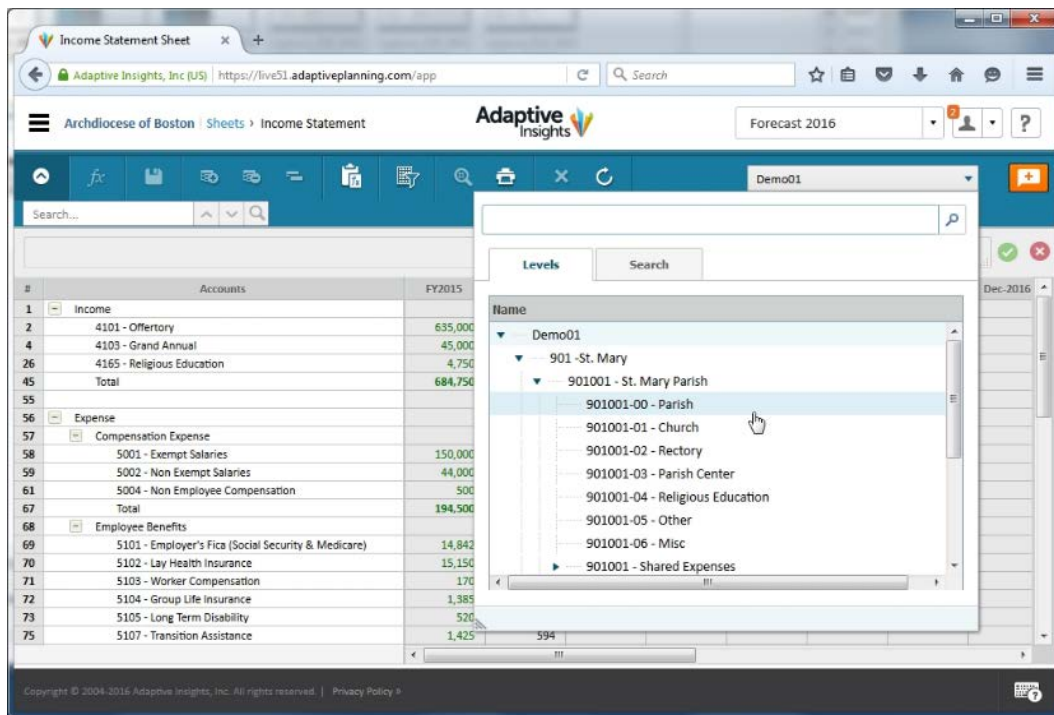 Income Statement Sheet × +
Adaptive Insights, Inc (US) https://live51.adaptiveplanning.com/app Search
Archdiocese of Boston Sheets › Income Statement Adaptive Insights Forecast 2016 2 ?
fx Demo01
Search...
Levels Search
# Accounts FY2015 Dec-2016
Name
1 Income
2 4101 - Offertory 635,000
4 4103 - Grand Annual 45,000
26 4165 - Religious Education 4,750
45 Total 684,750
55
56 Expense
57 Compensation Expense
58 5001 - Exempt Salaries 150,000
59 5002 - Non Exempt Salaries 44,000
61 5004 - Non Employee Compensation 500
67 Total 194,500
68 Employee Benefits
69 5101 - Employer's Fica (Social Security & Medicare) 14,842
70 5102 - Lay Health Insurance 15,150
71 5103 - Worker Compensation 170
72 5104 - Group Life Insurance 1,385
73 5105 - Long Term Disability 520
75 5107 - Transition Assistance 1,425 594
Demo01
901 -St. Mary
901001 - St. Mary Parish
901001-00 - Parish
901001-01 - Church
901001-02 - Rectory
901001-03 - Parish Center
901001-04 - Religious Education
901001-05 - Other
901001-06 - Misc
901001 - Shared Expenses
Copyright © 2004-2016 Adaptive Insights, Inc. All rights reserved. | Privacy Policy »